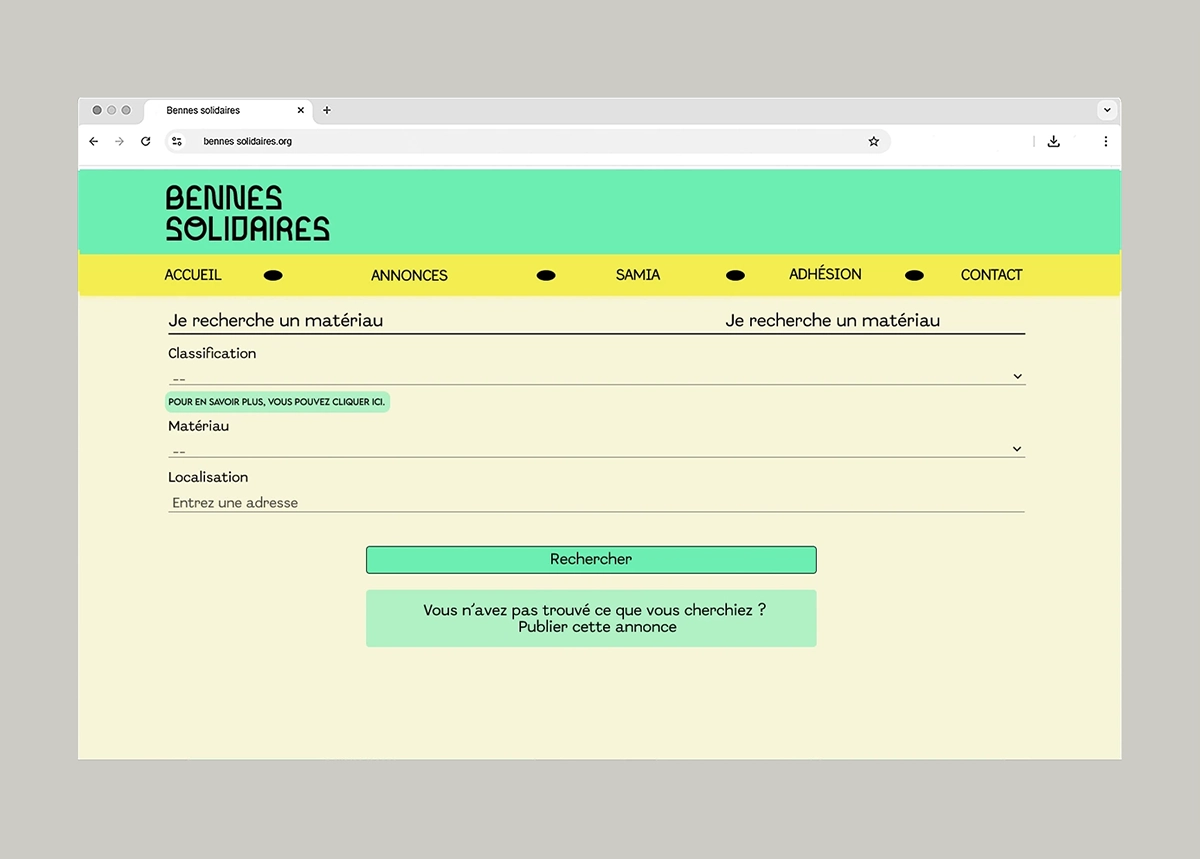 Bennes solidaires
bennes solidaires.org
BENNES
SOLIDAIRES
ACCUEIL ANNONCES SAMIA ADHÉSION CONTACT
Je recherche un matériau Je recherche un matériau
Classification
--
POUR EN SAVOIR PLUS, VOUS POUVEZ CLIQUER ICI.
Matériau
--
Localisation
Entrez une adresse
Rechercher
Vous n´avez pas trouvé ce que vous cherchiez ?
Publier cette annonce